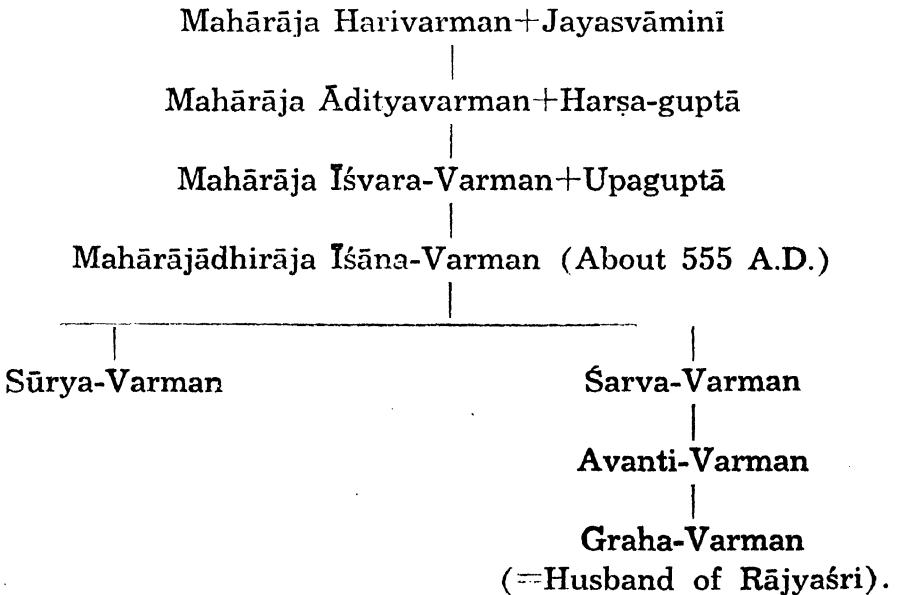 Mahārāja Harivarman+Jayasvāminī
Mahārāja Ādityavarman+Harṣa-guptā
Mahārāja Īśvara-Varman+Upaguptā
Mahārājādhirāja Īśāna-Varman (About 555 A.D.)
Sūrya-Varman Śarva-Varman
Avanti-Varman
Graha-Varman
(=Husband of Rājyaśri).